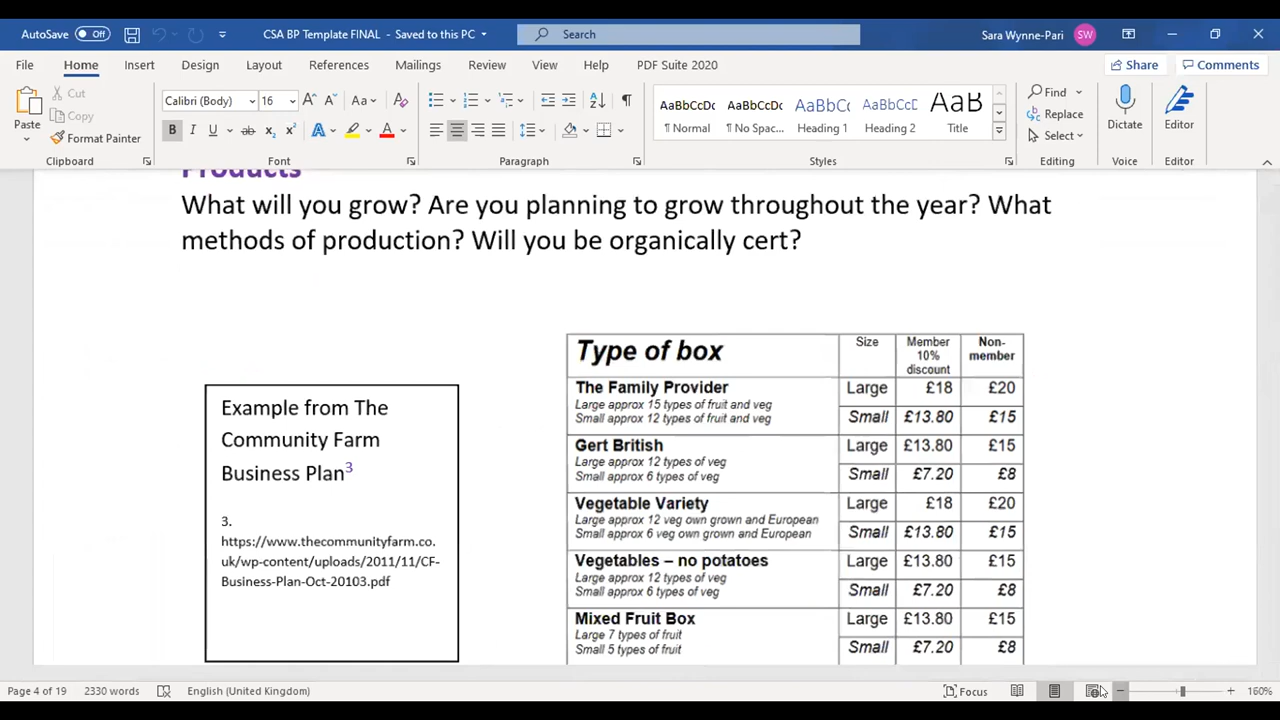 AutoSave Off CSA BP Template FINAL - Saved to this PC Search Sara Wynne-Pari SW
File Home Insert Design Layout References Mailings Review View Help PDF Suite 2020 Share Comments
Paste Cut Copy Format Painter
Calibri (Body) 16
AaBbCcDc AaBbCcDc AaBbCc AaBbCcD AaB
¶ Normal ¶ No Spac... Heading 1 Heading 2 Title
Find Replace Select Dictate Editor
Clipboard Font Paragraph Styles Editing Voice Editor
Products
What will you grow? Are you planning to grow throughout the year? What
methods of production? Will you be organically cert?
Example from The
Community Farm
Business Plan3
3.
https://www.thecommunityfarm.co.
uk/wp-content/uploads/2011/11/CF-
Business-Plan-Oct-20103.pdf
Type of box Size Member 10% discount Non-member
The Family Provider Large £18 £20
Large approx 15 types of fruit and veg
Small approx 12 types of fruit and veg Small £13.80 £15
Gert British Large £13.80 £15
Large approx 12 types of veg
Small approx 6 types of veg Small £7.20 £8
Vegetable Variety Large £18 £20
Large approx 12 veg own grown and European
Small approx 6 veg own grown and European Small £13.80 £15
Vegetables – no potatoes Large £13.80 £15
Large approx 12 types of veg
Small approx 6 types of veg Small £7.20 £8
Mixed Fruit Box Large £13.80 £15
Large 7 types of fruit
Small 5 types of fruit Small £7.20 £8
Page 4 of 19 2330 words English (United Kingdom) Focus 160%